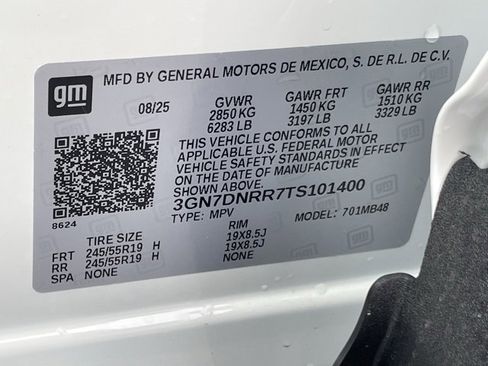 gm
MFD BY GENERAL MOTORS DE MEXICO, S. DE R.L. DE C.V.
08/25 GVWR GAWR FRT GAWR RR
2850 KG 1450 KG 1510 KG
6283 LB 3197 LB 3329 LB
THIS VEHICLE CONFORMS TO ALL
APPLICABLE U.S. FEDERAL MOTOR
VEHICLE SAFETY STANDARDS IN EFFECT
ON THE DATE OF MANUFACTURE
SHOWN ABOVE.
3GN7DNRR7TS101400
TYPE: MPV MODEL: 701MB48
8624
TIRE SIZE RIM
FRT 245/55R19 H 19X8.5J
RR 245/55R19 H 19X8.5J
SPA NONE NONE